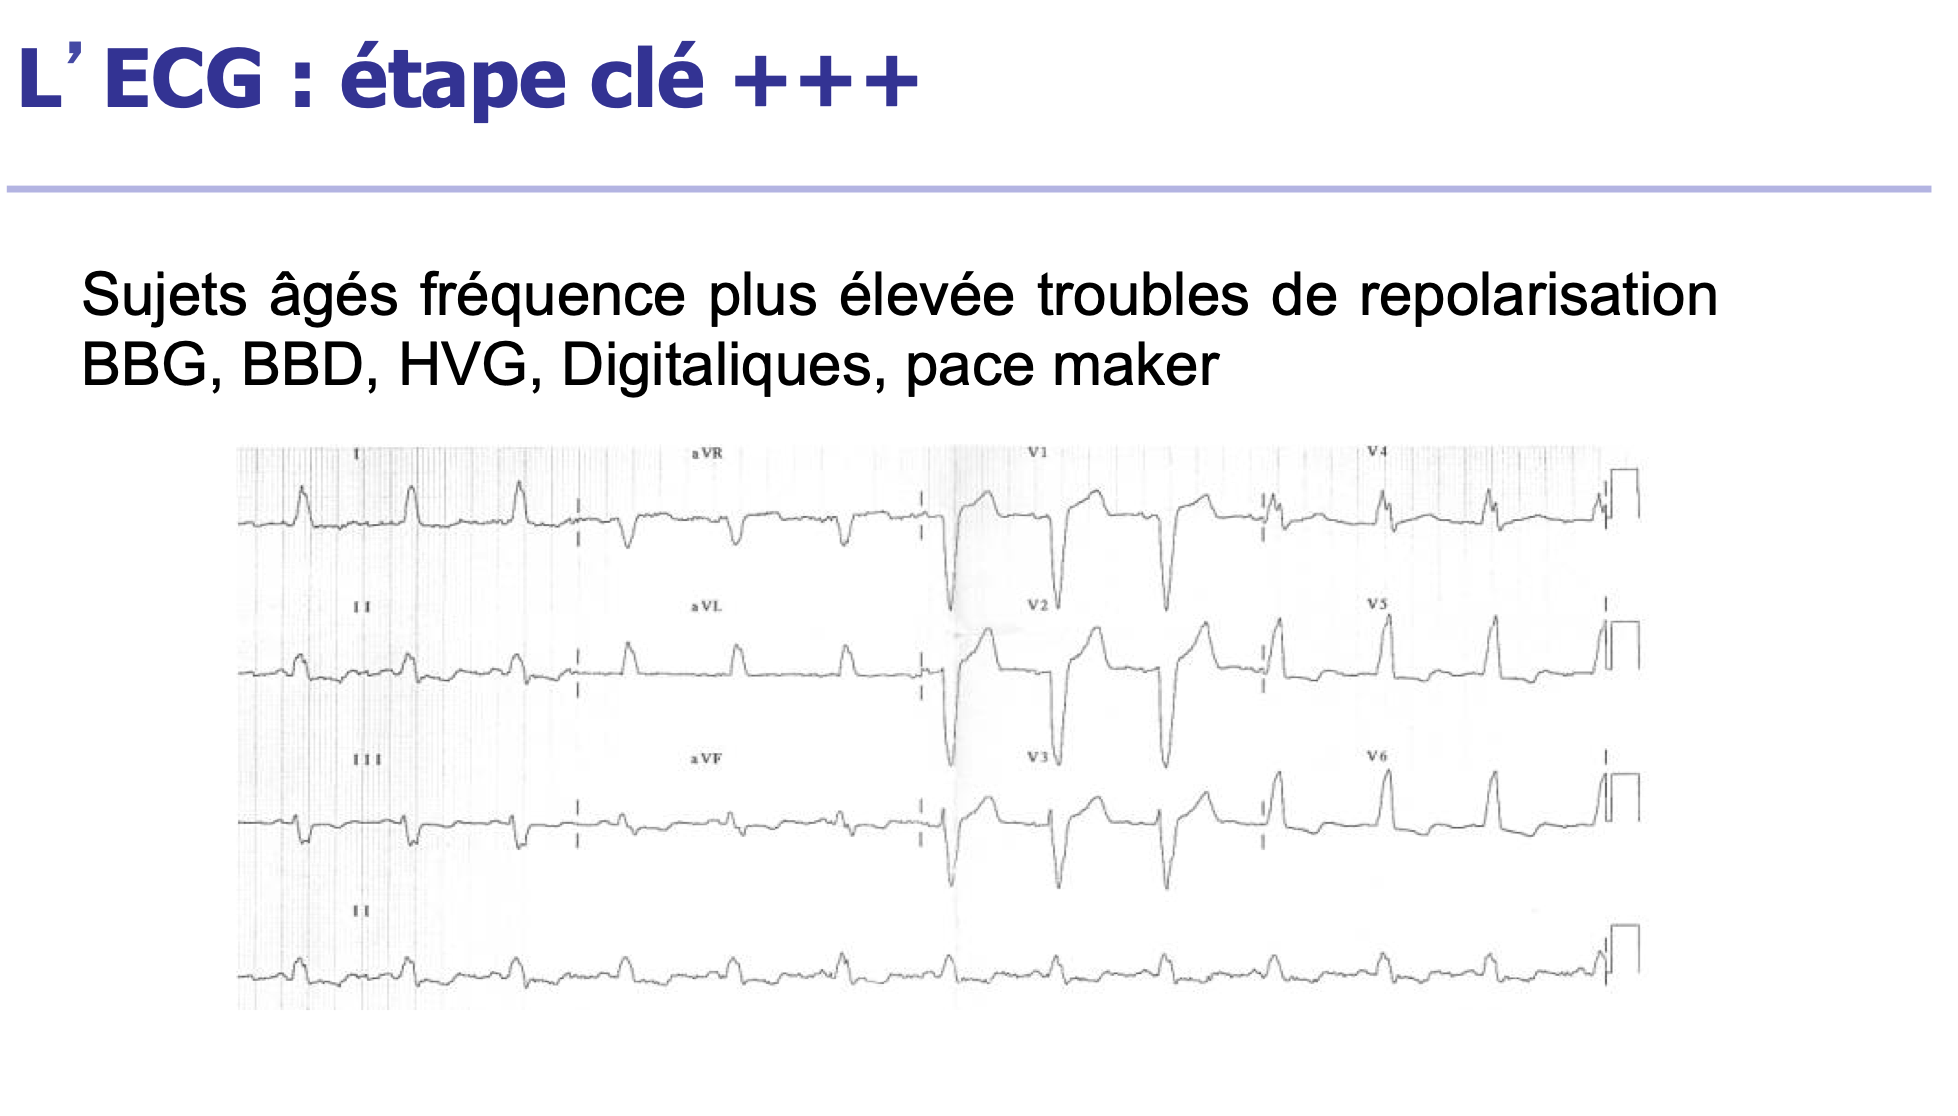 L’ECG : étape clé +++
Sujets âgés fréquence plus élevée troubles de repolarisation
BBG, BBD, HVG, Digitaliques, pace maker
I aVR V1 V4
II aVL V2 V5
III aVF V3 V6
II